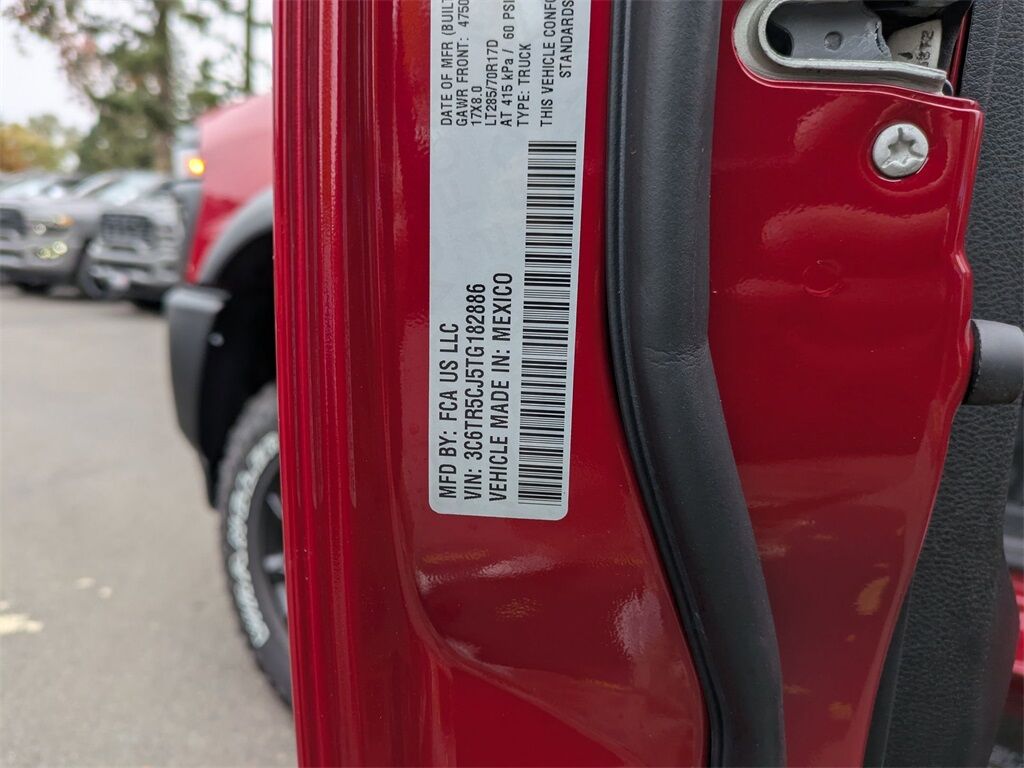 MFD BY: FCA US LLC
VIN: 3C6TR5CJ5TG182886
VEHICLE MADE IN: MEXICO
DATE OF MFR (BUILT
GAWR FRONT: 4750
17X8.0
LT285/70R17D
AT 415 kPa / 60 PSI
TYPE: TRUCK
THIS VEHICLE CONFO
STANDARDS